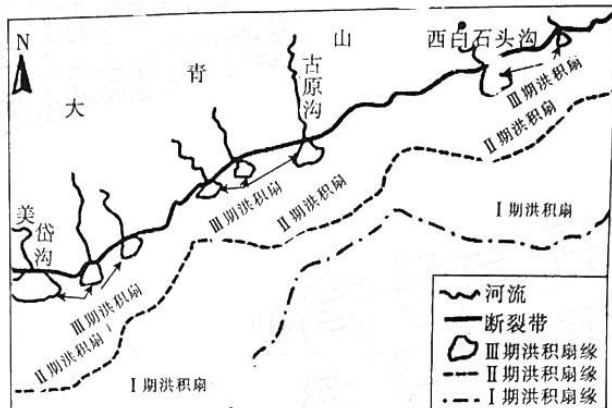 N
大
青
山
西白石头沟
古原沟
美岱沟
Ⅲ期洪积扇
Ⅱ期洪积扇
Ⅰ期洪积扇
Ⅲ期洪积扇
Ⅱ期洪积扇
Ⅲ期洪积扇
Ⅱ期洪积扇
Ⅰ期洪积扇
河流
断裂带
Ⅲ期洪积扇缘
Ⅱ期洪积扇缘
Ⅰ期洪积扇缘